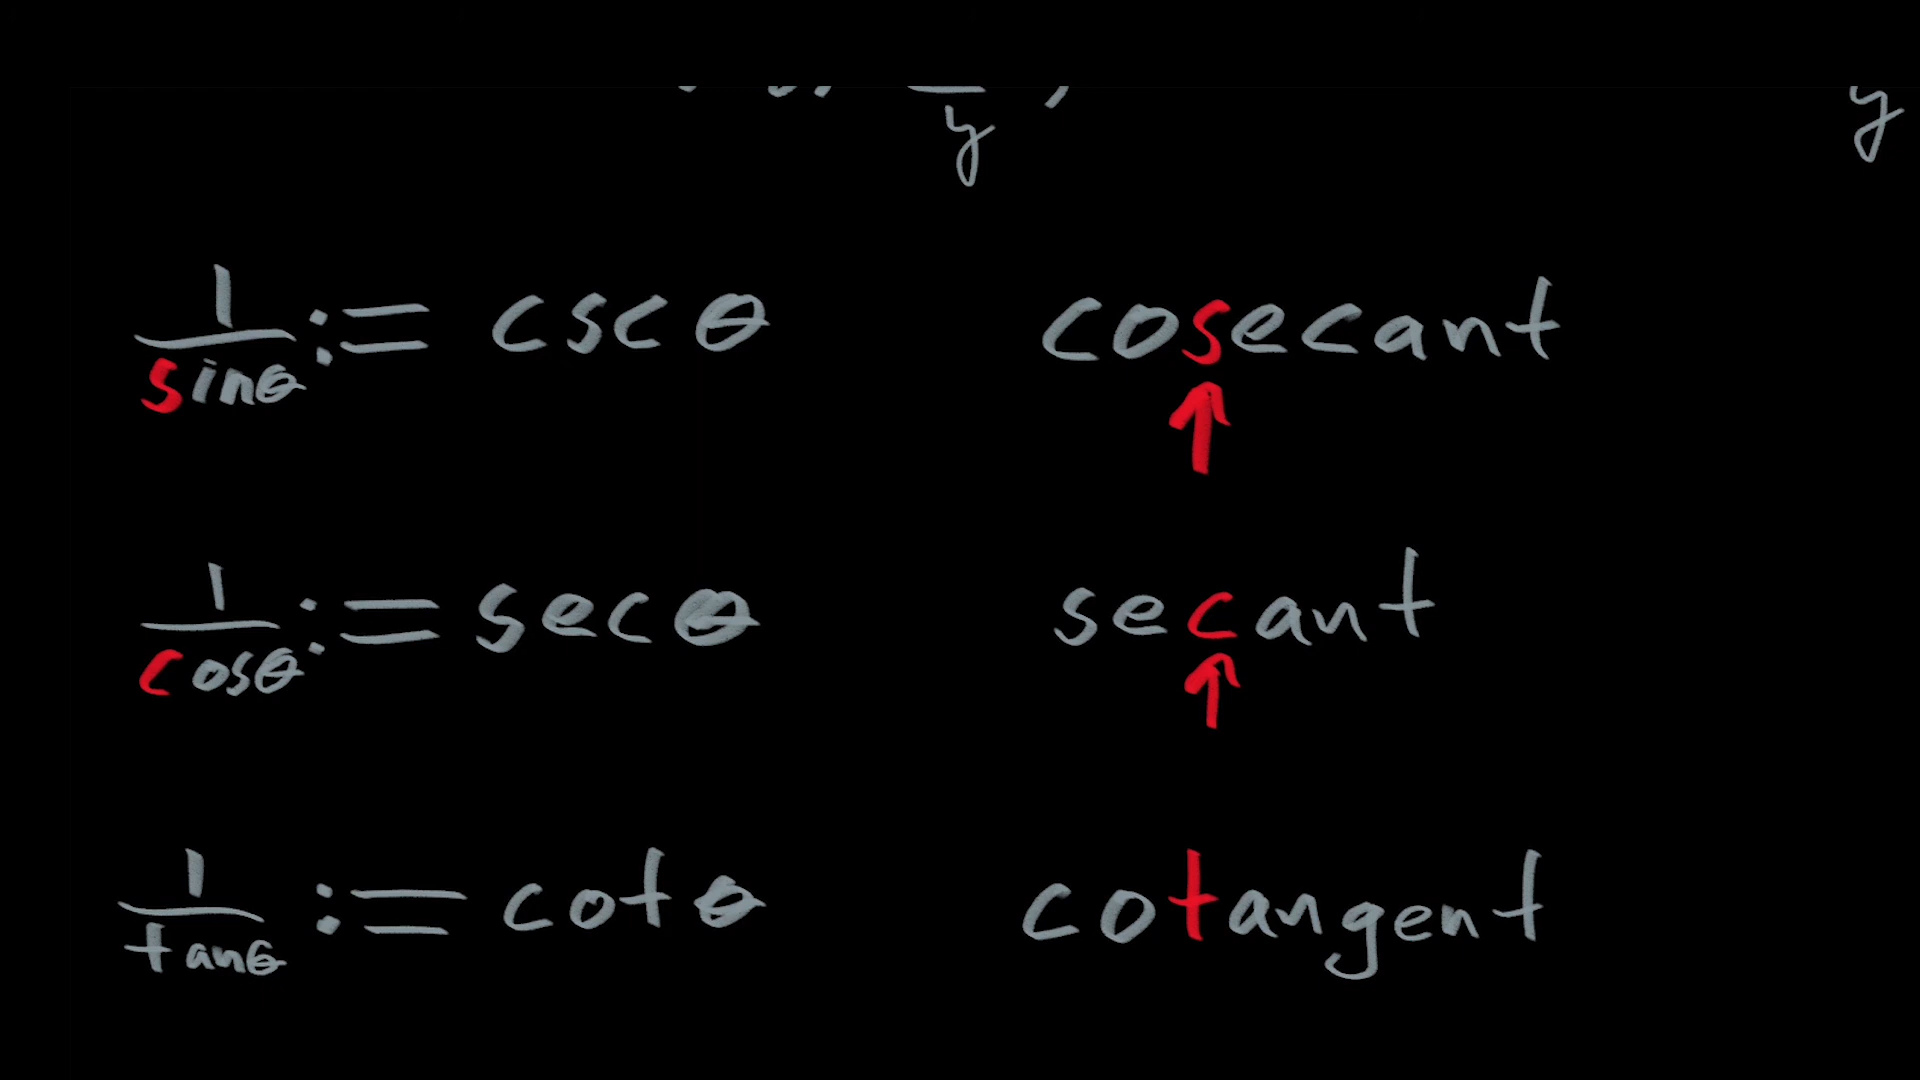 y y
1/sinθ := cscθ cosecant
1/cosθ := secθ secant
1/tanθ := cotθ cotangent